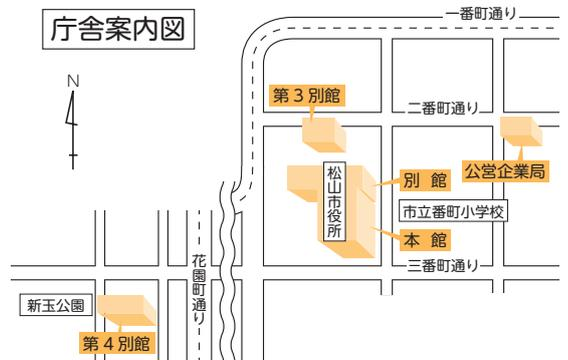 庁舎案内図
一番町通り
N
第3別館
二番町通り
公営企業局
松山市役所
別 館
市立番町小学校
本 館
三番町通り
花園町通り
新玉公園
第4別館